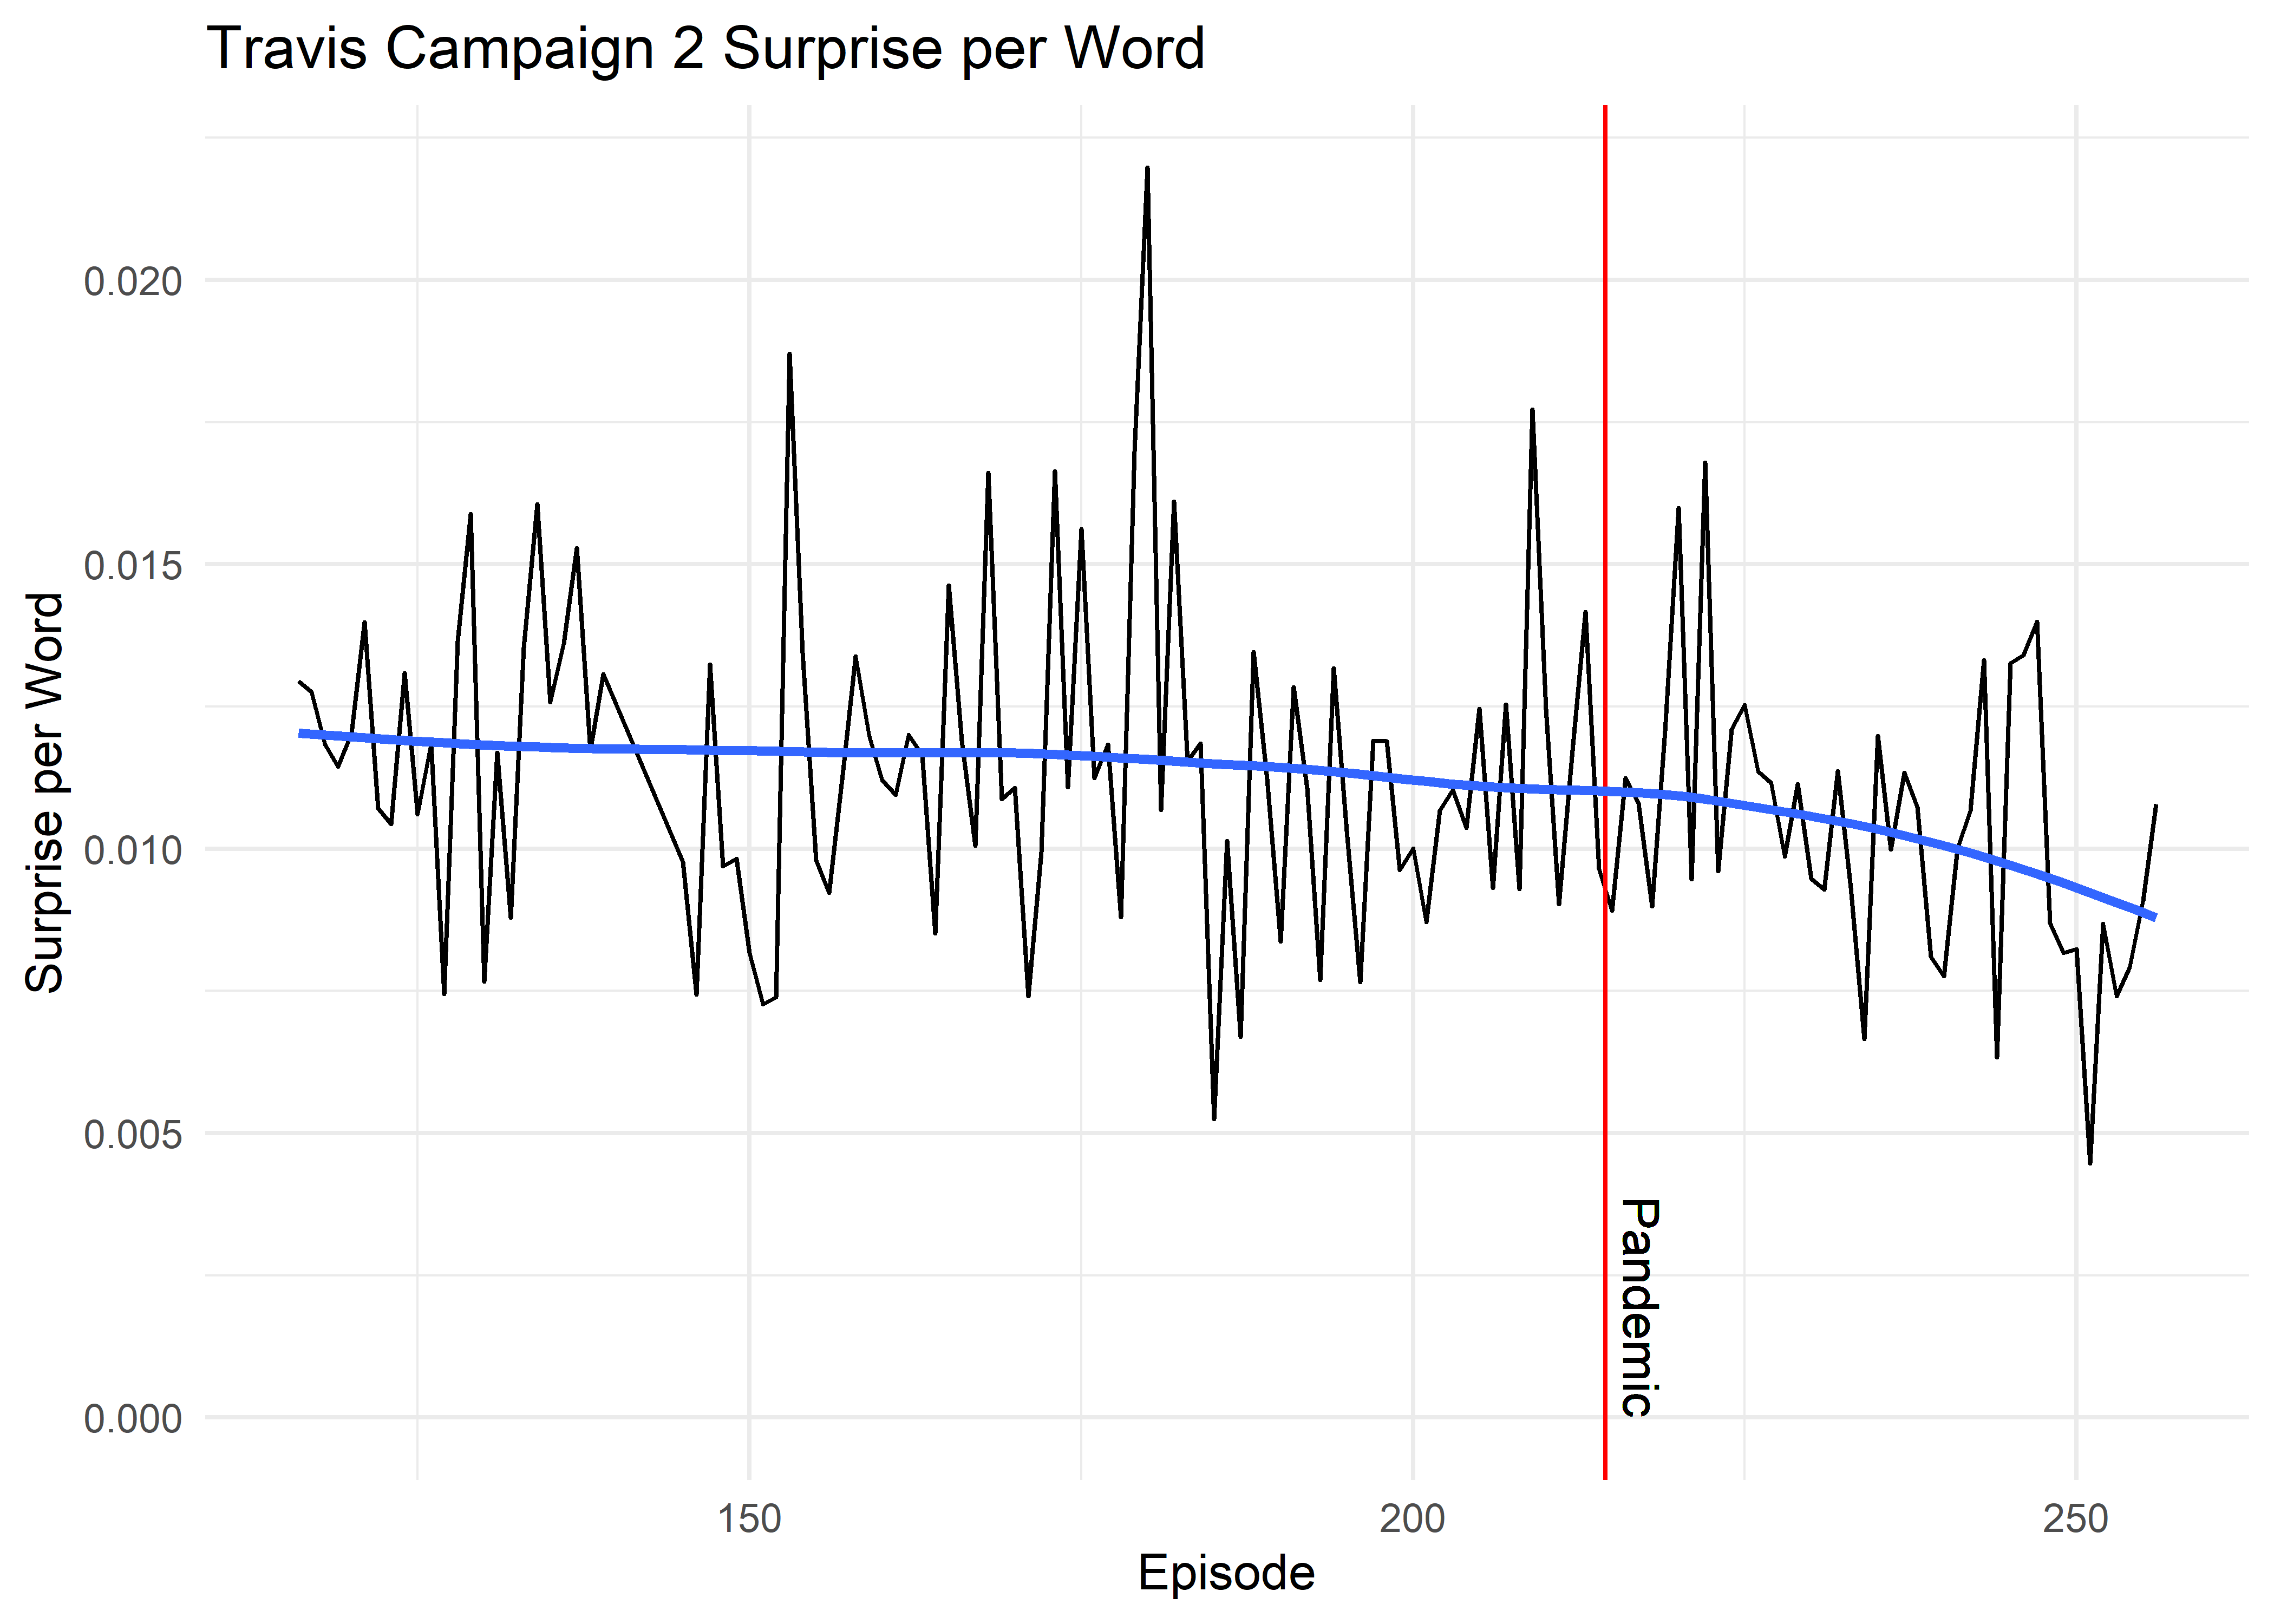 Travis Campaign 2 Surprise per Word
Surprise per Word
0.020
0.015
0.010
0.005
0.000
Pandemic
150
200
250
Episode